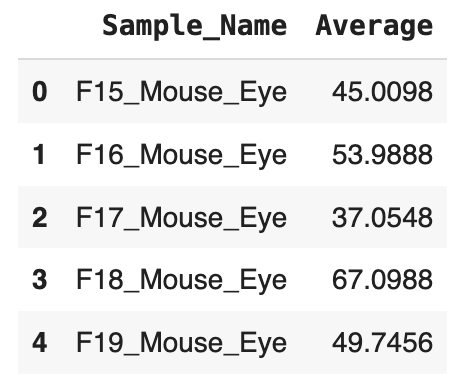 Sample_Name Average
0 F15_Mouse_Eye 45.0098
1 F16_Mouse_Eye 53.9888
2 F17_Mouse_Eye 37.0548
3 F18_Mouse_Eye 67.0988
4 F19_Mouse_Eye 49.7456